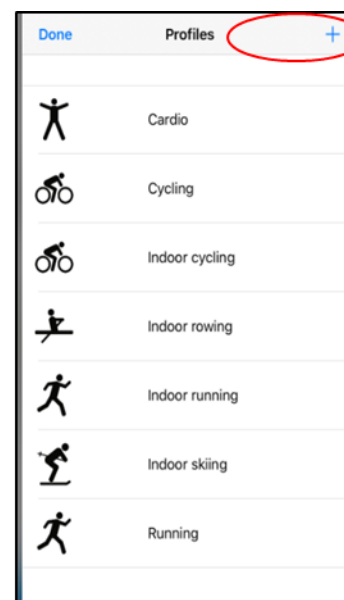 Done Profiles +
Cardio
Cycling
Indoor cycling
Indoor rowing
Indoor running
Indoor skiing
Running